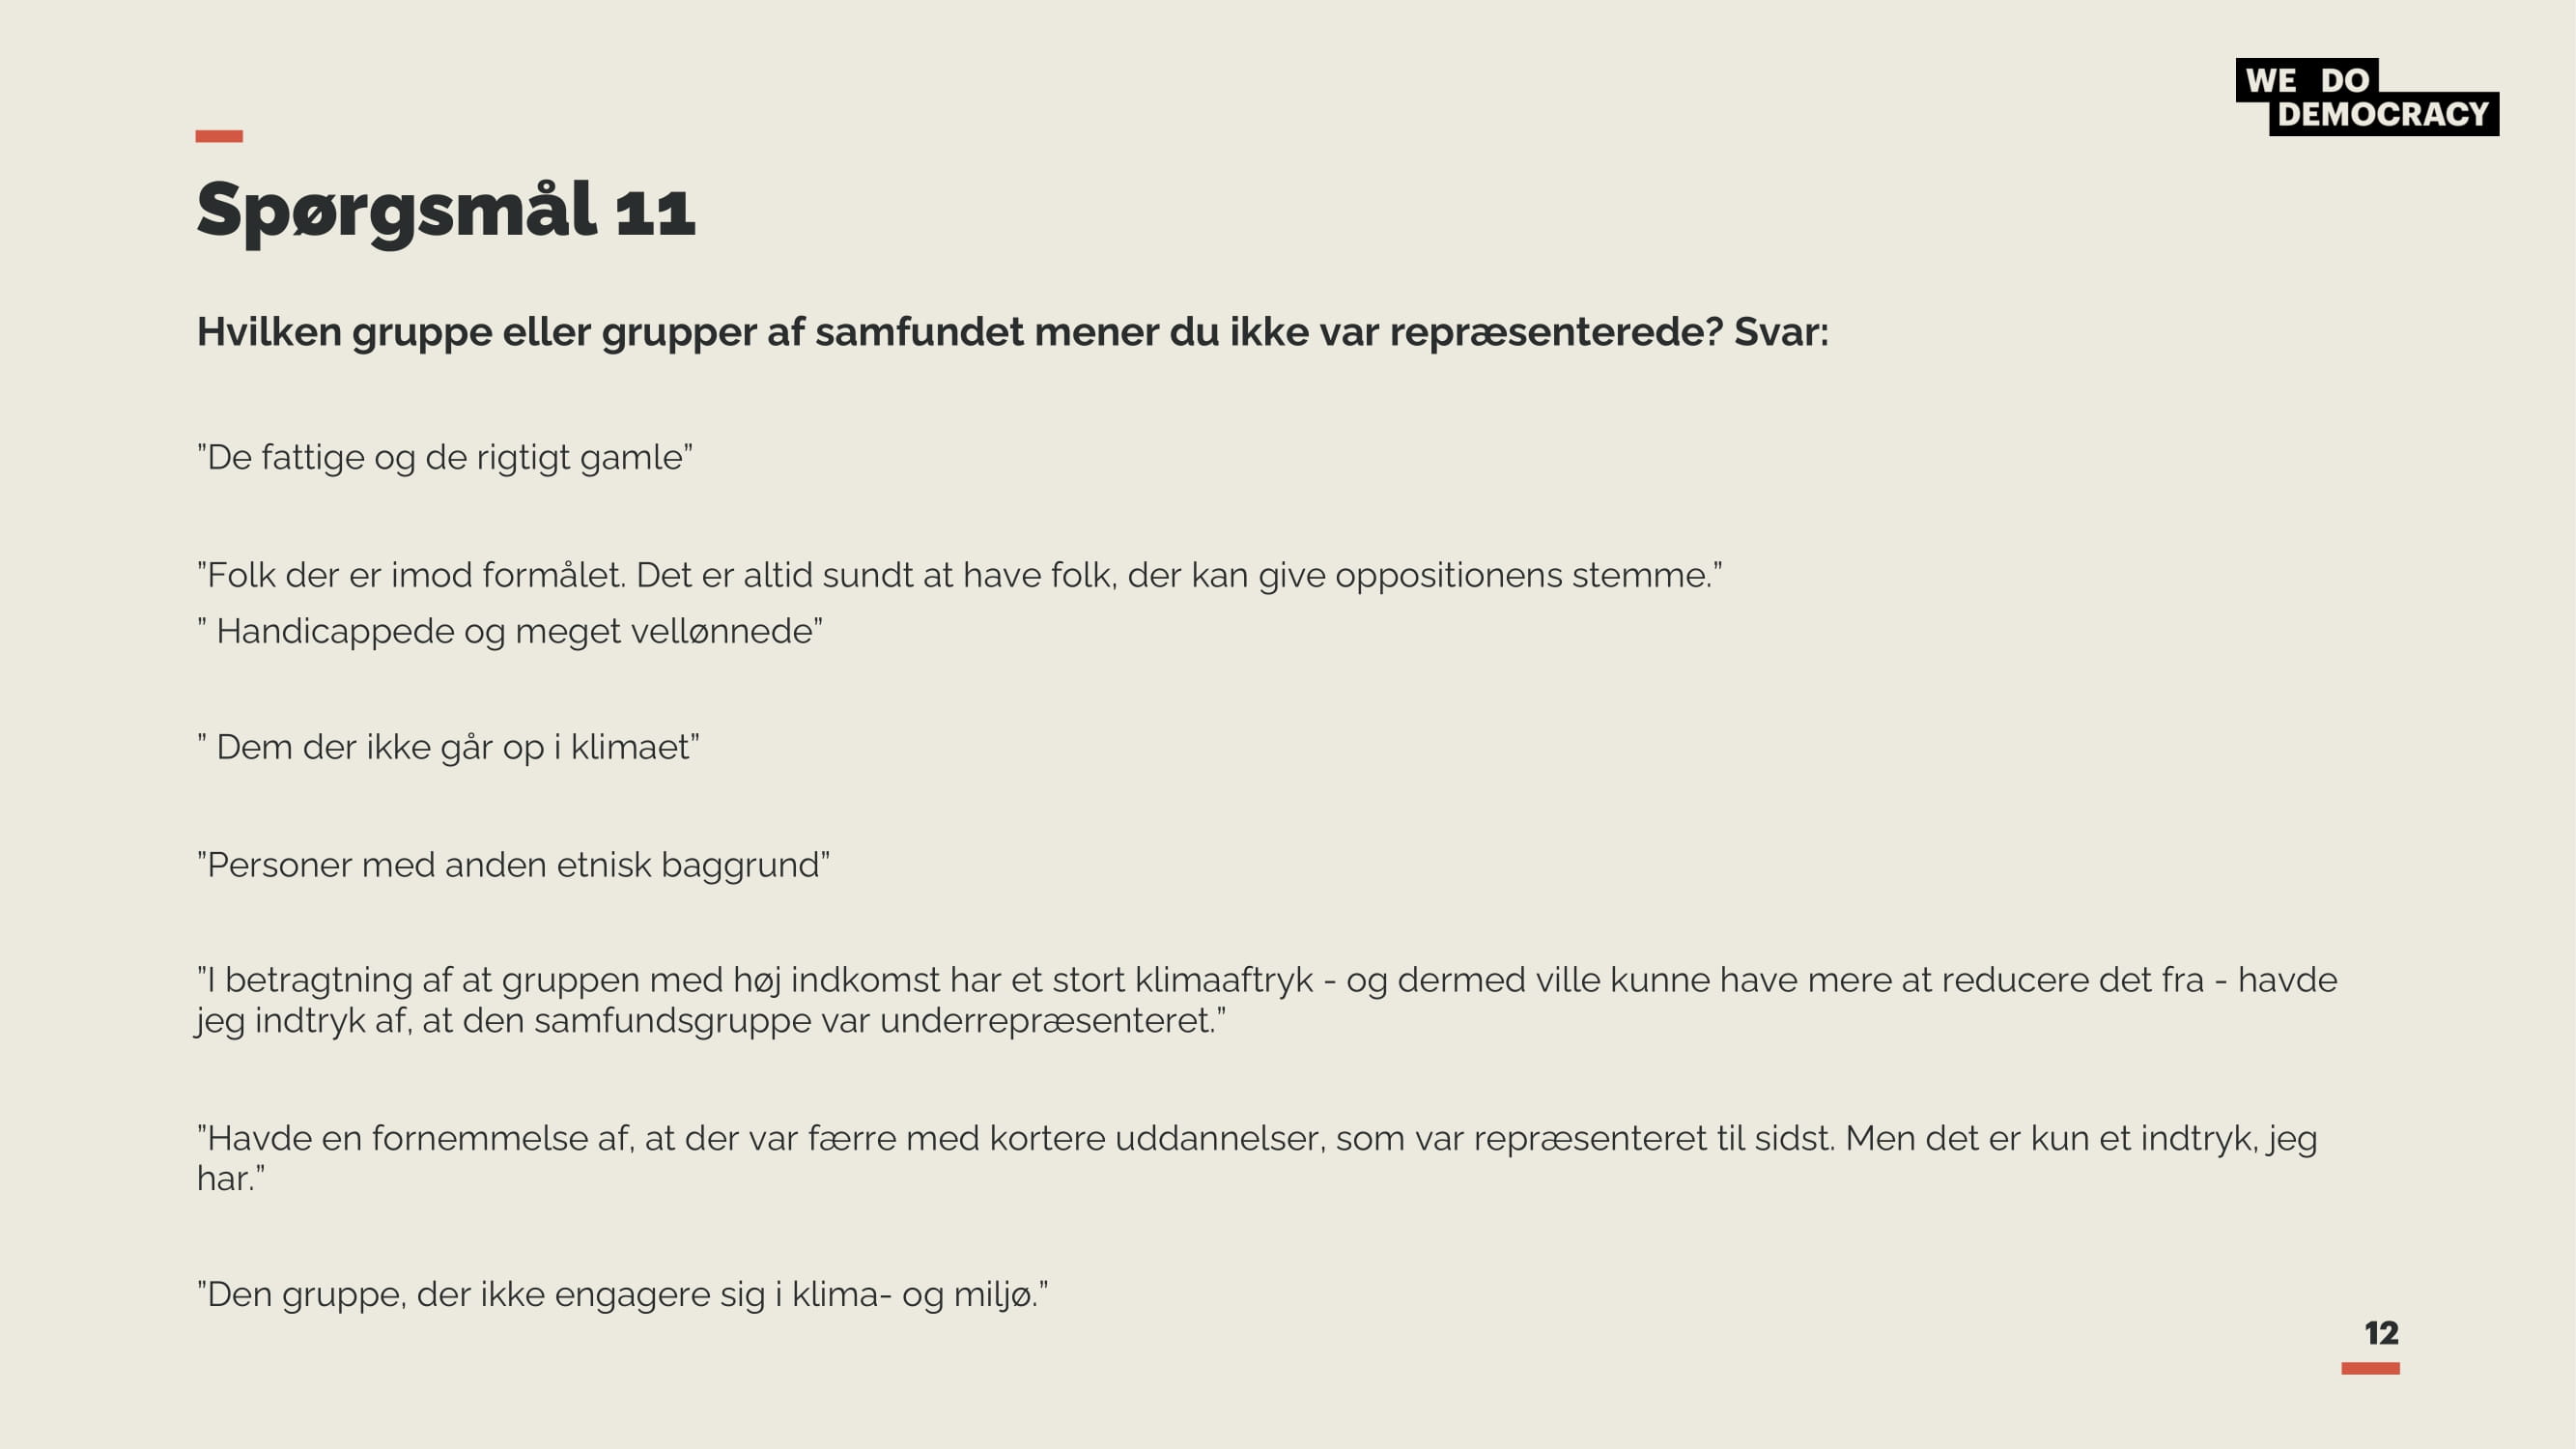 WE DO
DEMOCRACY
Spørgsmål 11
Hvilken gruppe eller grupper af samfundet mener du ikke var repræsenterede? Svar:
”De fattige og de rigtigt gamle”
”Folk der er imod formålet. Det er altid sundt at have folk, der kan give oppositionens stemme.”
” Handicappede og meget vellønnede”
” Dem der ikke går op i klimaet”
”Personer med anden etnisk baggrund”
”I betragtning af at gruppen med høj indkomst har et stort klimaaftryk - og dermed ville kunne have mere at reducere det fra - havde
jeg indtryk af, at den samfundsgruppe var underrepræsenteret.”
”Havde en fornemmelse af, at der var færre med kortere uddannelser, som var repræsenteret til sidst. Men det er kun et indtryk, jeg
har.”
”Den gruppe, der ikke engagere sig i klima- og miljø.”
12